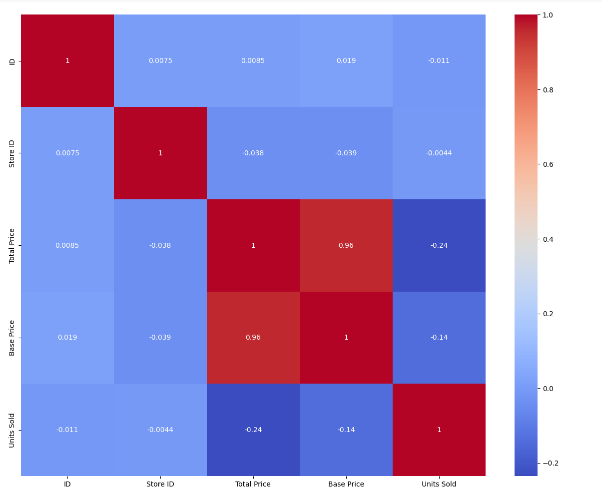 ID 1 0.0075 0.0085 0.019 -0.011
Store ID 0.0075 1 -0.038 -0.039 -0.0044
Total Price 0.0085 -0.038 1 0.96 -0.24
Base Price 0.019 -0.039 0.96 1 -0.14
Units Sold -0.011 -0.0044 -0.24 -0.14 1
ID Store ID Total Price Base Price Units Sold
1.0
0.8
0.6
0.4
0.2
0.0
−0.2